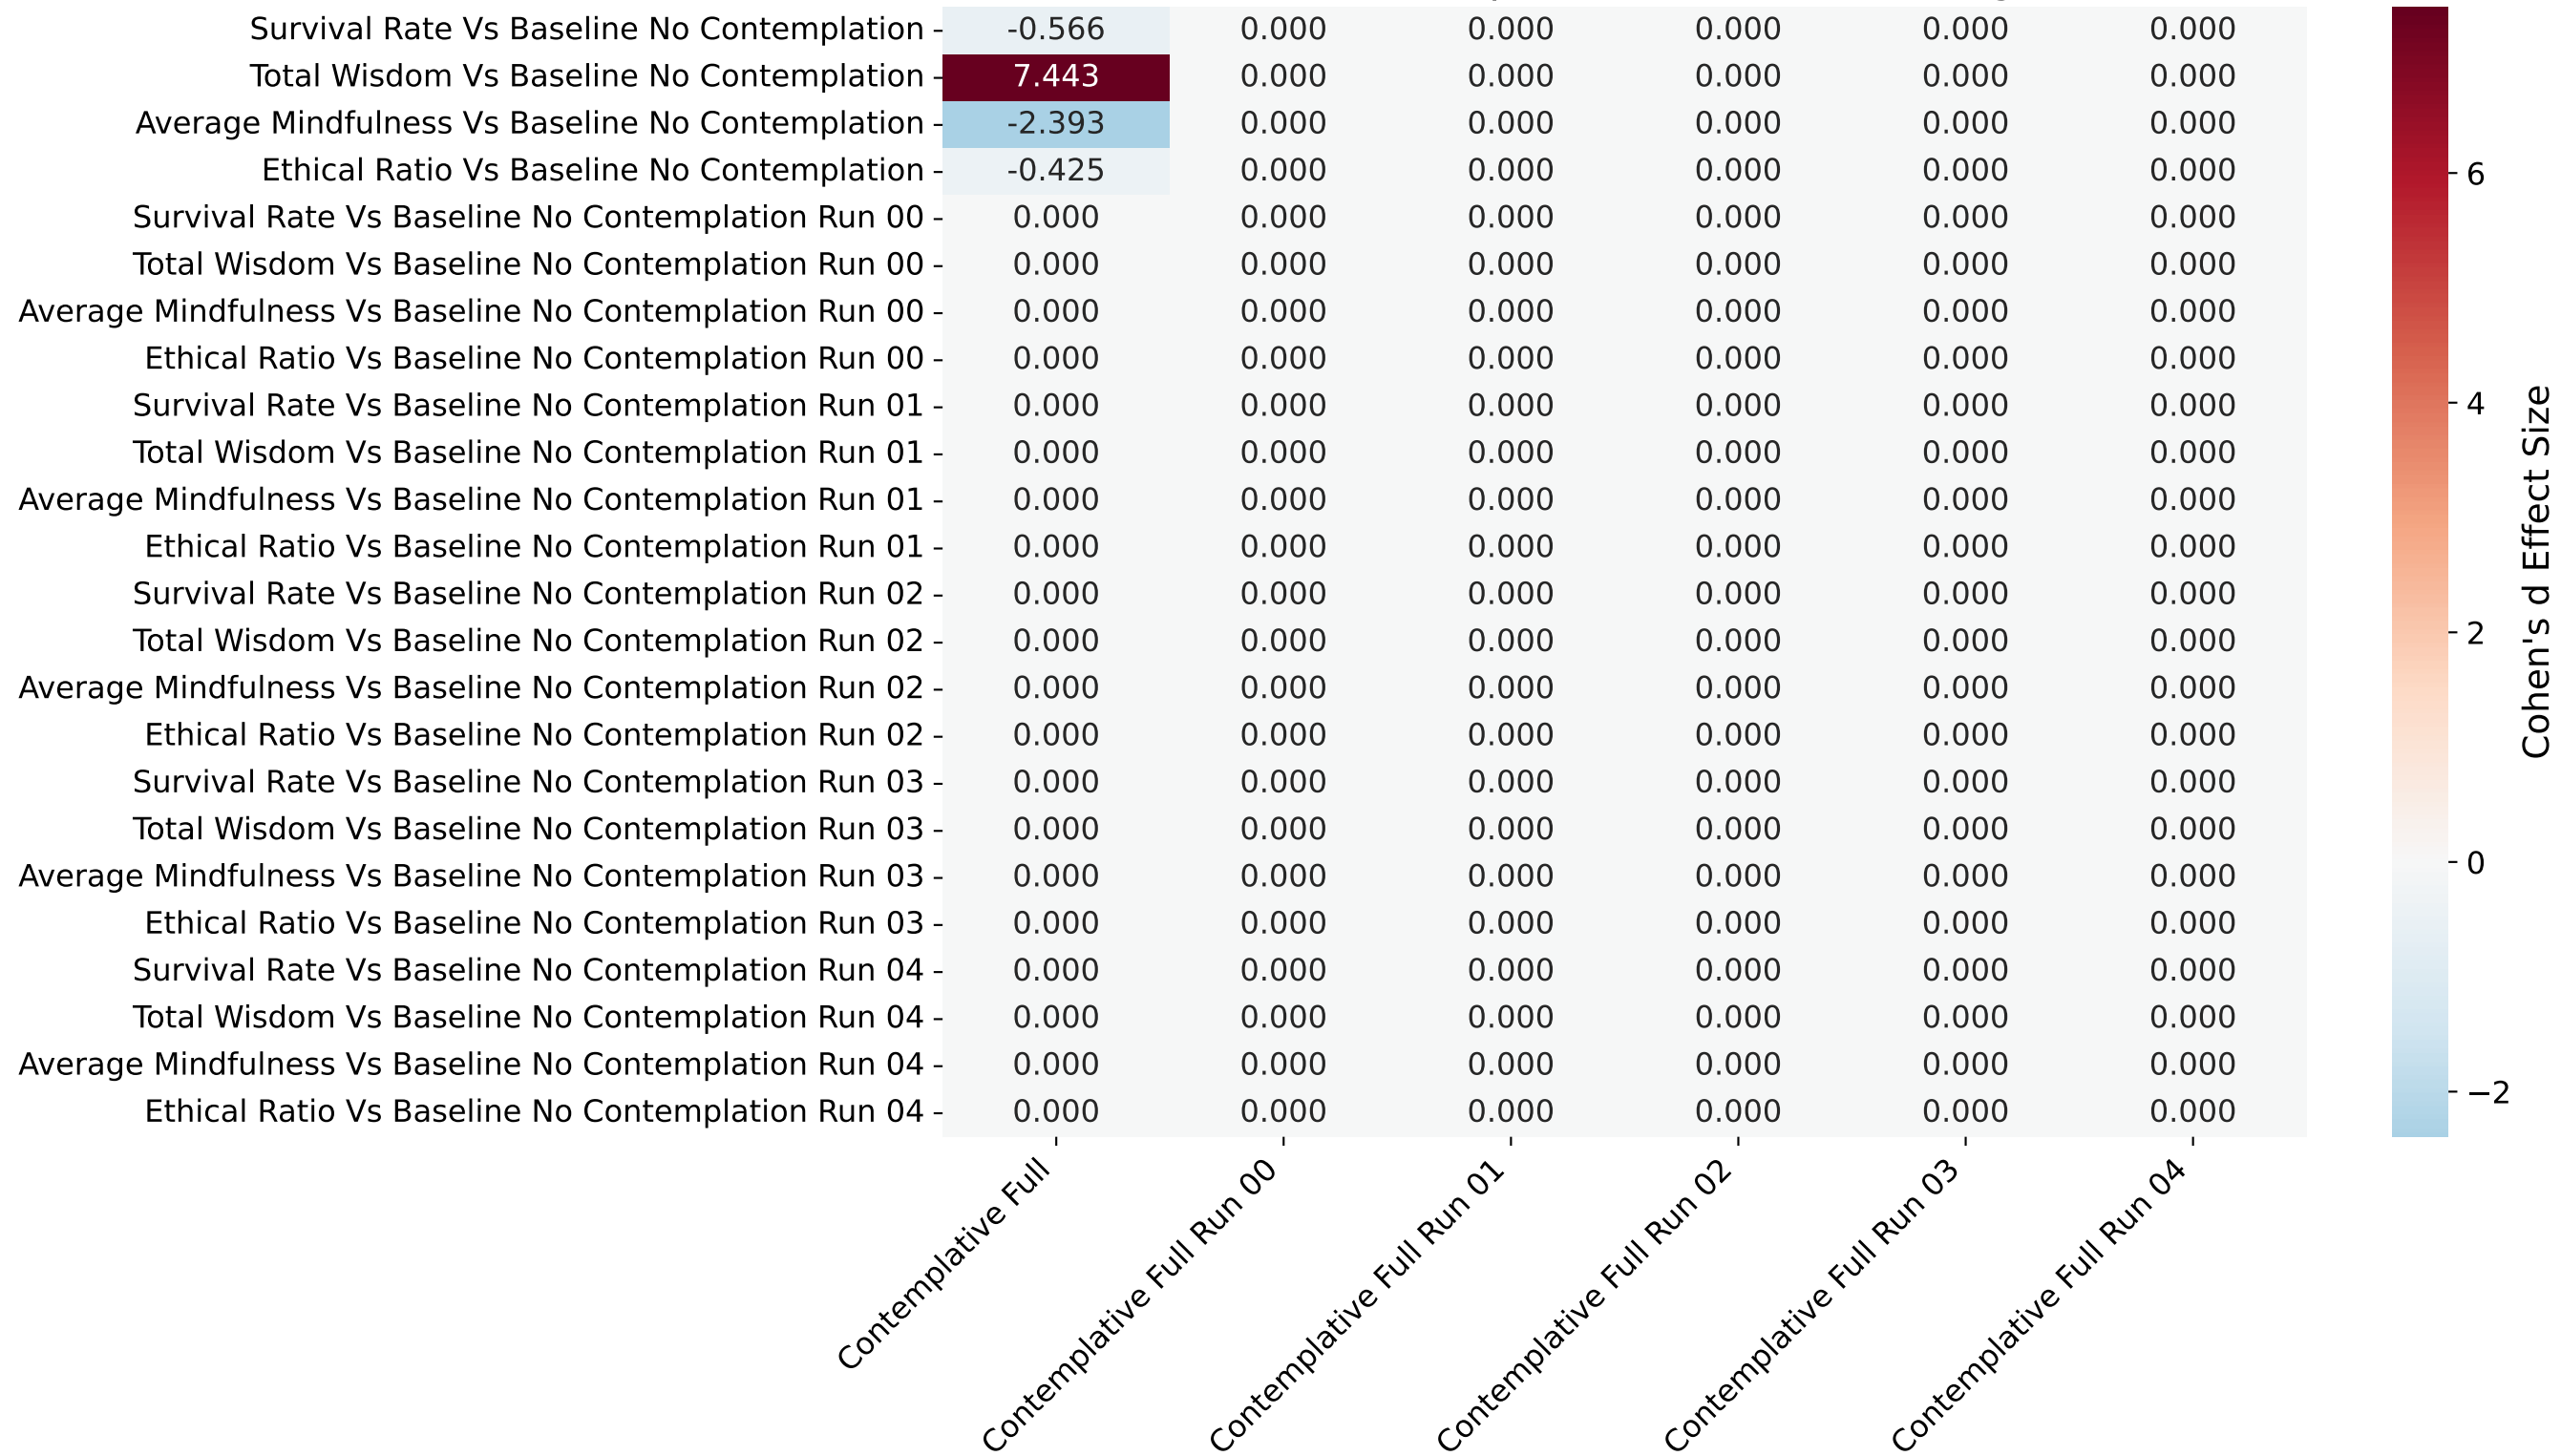 Survival Rate Vs Baseline No Contemplation -0.566 0.000 0.000 0.000 0.000 0.000
Total Wisdom Vs Baseline No Contemplation 7.443 0.000 0.000 0.000 0.000 0.000
Average Mindfulness Vs Baseline No Contemplation -2.393 0.000 0.000 0.000 0.000 0.000
Ethical Ratio Vs Baseline No Contemplation -0.425 0.000 0.000 0.000 0.000 0.000
Survival Rate Vs Baseline No Contemplation Run 00 0.000 0.000 0.000 0.000 0.000 0.000
Total Wisdom Vs Baseline No Contemplation Run 00 0.000 0.000 0.000 0.000 0.000 0.000
Average Mindfulness Vs Baseline No Contemplation Run 00 0.000 0.000 0.000 0.000 0.000 0.000
Ethical Ratio Vs Baseline No Contemplation Run 00 0.000 0.000 0.000 0.000 0.000 0.000
Survival Rate Vs Baseline No Contemplation Run 01 0.000 0.000 0.000 0.000 0.000 0.000
Total Wisdom Vs Baseline No Contemplation Run 01 0.000 0.000 0.000 0.000 0.000 0.000
Average Mindfulness Vs Baseline No Contemplation Run 01 0.000 0.000 0.000 0.000 0.000 0.000
Ethical Ratio Vs Baseline No Contemplation Run 01 0.000 0.000 0.000 0.000 0.000 0.000
Survival Rate Vs Baseline No Contemplation Run 02 0.000 0.000 0.000 0.000 0.000 0.000
Total Wisdom Vs Baseline No Contemplation Run 02 0.000 0.000 0.000 0.000 0.000 0.000
Average Mindfulness Vs Baseline No Contemplation Run 02 0.000 0.000 0.000 0.000 0.000 0.000
Ethical Ratio Vs Baseline No Contemplation Run 02 0.000 0.000 0.000 0.000 0.000 0.000
Survival Rate Vs Baseline No Contemplation Run 03 0.000 0.000 0.000 0.000 0.000 0.000
Total Wisdom Vs Baseline No Contemplation Run 03 0.000 0.000 0.000 0.000 0.000 0.000
Average Mindfulness Vs Baseline No Contemplation Run 03 0.000 0.000 0.000 0.000 0.000 0.000
Ethical Ratio Vs Baseline No Contemplation Run 03 0.000 0.000 0.000 0.000 0.000 0.000
Survival Rate Vs Baseline No Contemplation Run 04 0.000 0.000 0.000 0.000 0.000 0.000
Total Wisdom Vs Baseline No Contemplation Run 04 0.000 0.000 0.000 0.000 0.000 0.000
Average Mindfulness Vs Baseline No Contemplation Run 04 0.000 0.000 0.000 0.000 0.000 0.000
Ethical Ratio Vs Baseline No Contemplation Run 04 0.000 0.000 0.000 0.000 0.000 0.000
Contemplative Full
Contemplative Full Run 00
Contemplative Full Run 01
Contemplative Full Run 02
Contemplative Full Run 03
Contemplative Full Run 04
6
4
2
0
−2
Cohen's d Effect Size